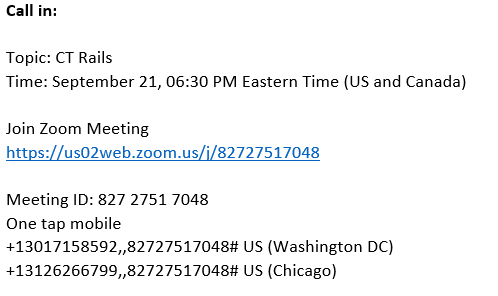 Call in:
Topic: CT Rails
Time: September 21, 06:30 PM Eastern Time (US and Canada)
Join Zoom Meeting
https://us02web.zoom.us/j/82727517048
Meeting ID: 827 2751 7048
One tap mobile
+13017158592,,82727517048# US (Washington DC)
+13126266799,,82727517048# US (Chicago)